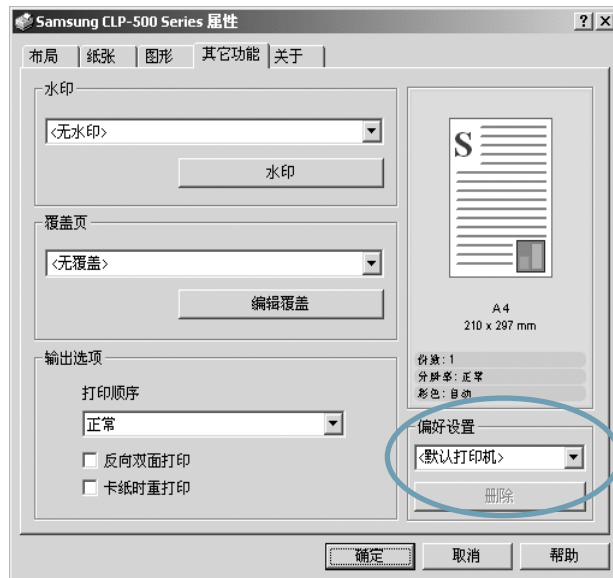 Samsung CLP-500 Series 属性
布局 纸张 图形 其它功能 关于
水印
<无水印>
水印
覆盖页
<无覆盖>
编辑覆盖
输出选项
打印顺序
正常
反向双面打印
卡纸时重打印
S
A4
210 x 297 mm
份数:1
分辨率:正常
彩色:自动
偏好设置
<默认打印机>
删除
确定 取消 帮助